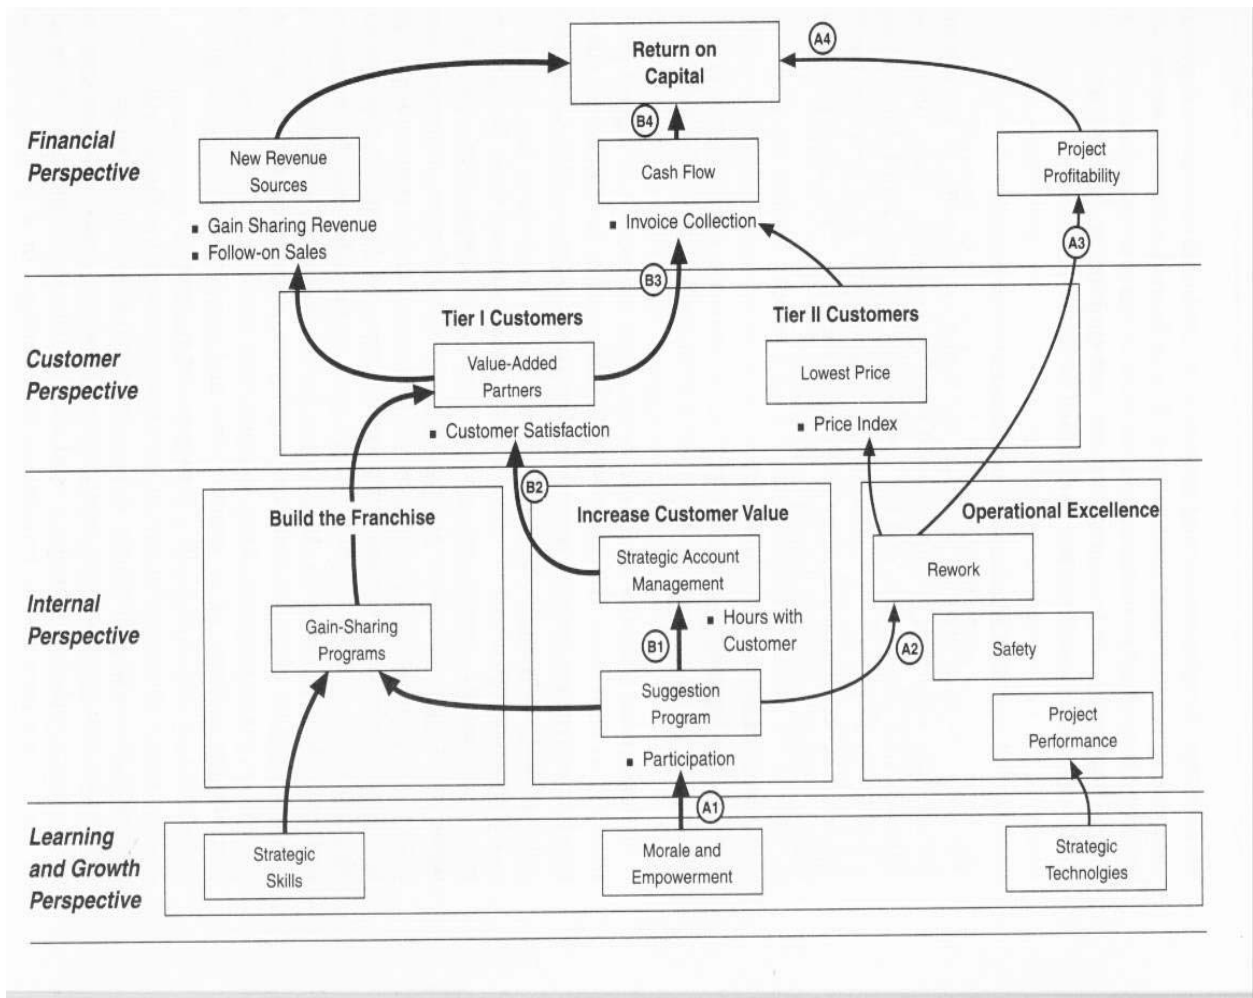 Return on
Capital
A4
B4
Financial
Perspective
New Revenue
Sources
Cash Flow
Project
Profitability
▪ Gain Sharing Revenue
▪ Follow-on Sales
▪ Invoice Collection
A3
B3
Customer
Perspective
Tier I Customers
Tier II Customers
Value-Added
Partners
Lowest Price
▪ Customer Satisfaction
▪ Price Index
B2
Internal
Perspective
Build the Franchise
Increase Customer Value
Operational Excellence
Strategic Account
Management
Rework
▪ Hours with
Customer
Gain-Sharing
Programs
B1
A2
Safety
Suggestion
Program
Project
Performance
▪ Participation
A1
Learning
and Growth
Perspective
Strategic
Skills
Morale and
Empowerment
Strategic
Technolgies